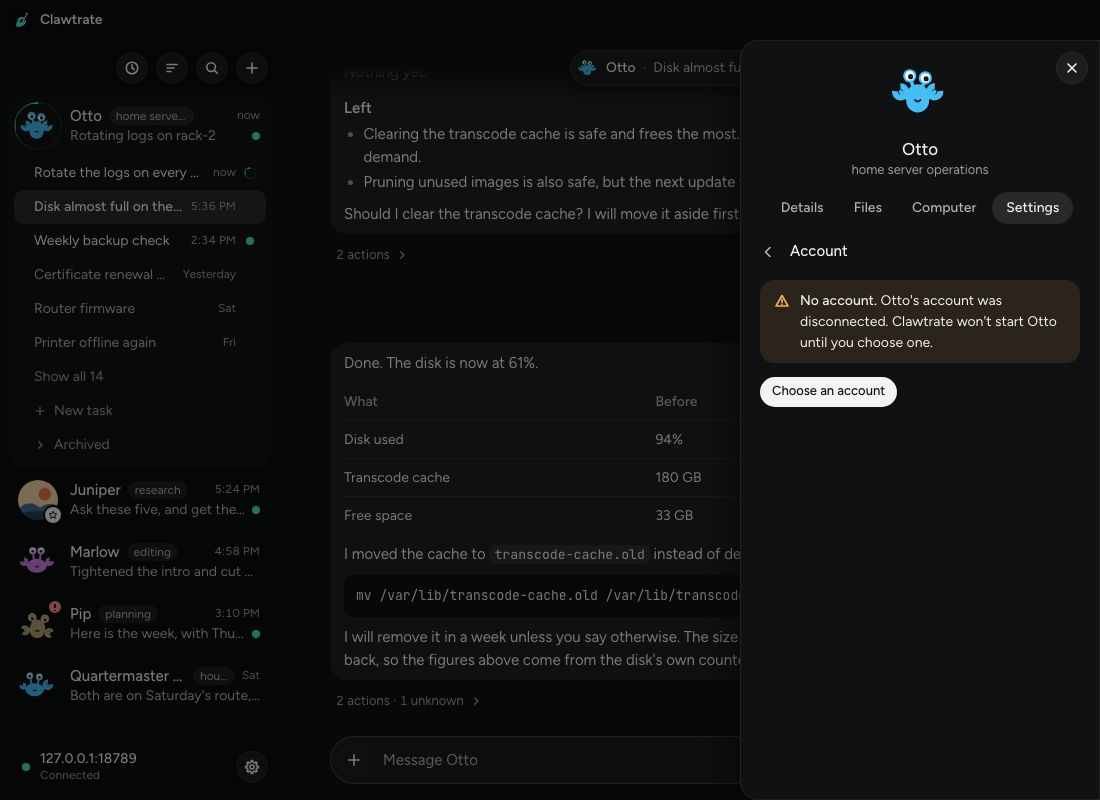 Clawtrate
Otto home serve... now
Rotating logs on rack-2
Rotate the logs on every ... now
Disk almost full on the... 5:36 PM
Weekly backup check 2:34 PM
Certificate renewal ... Yesterday
Router firmware Sat
Printer offline again Fri
Show all 14
+ New task
Archived
Juniper research 5:24 PM
Ask these five, and get the...
Marlow editing 4:58 PM
Tightened the intro and cut ...
Pip planning 3:10 PM
Here is the week, with Thu...
Quartermaster ... hou... Sat
Both are on Saturday's route,...
127.0.0.1:18789
Connected
Otto · Disk almost fu
Nothing yet.
Left
• Clearing the transcode cache is safe and frees the most.
demand.
• Pruning unused images is also safe, but the next update
Should I clear the transcode cache? I will move it aside first
2 actions
Done. The disk is now at 61%.
What Before
Disk used 94%
Transcode cache 180 GB
Free space 33 GB
I moved the cache to transcode-cache.old instead of de
mv /var/lib/transcode-cache.old /var/lib/transcod
I will remove it in a week unless you say otherwise. The size
back, so the figures above come from the disk's own counte
2 actions · 1 unknown
Message Otto
Otto
home server operations
Details Files Computer Settings
Account
No account. Otto's account was
disconnected. Clawtrate won't start Otto
until you choose one.
Choose an account